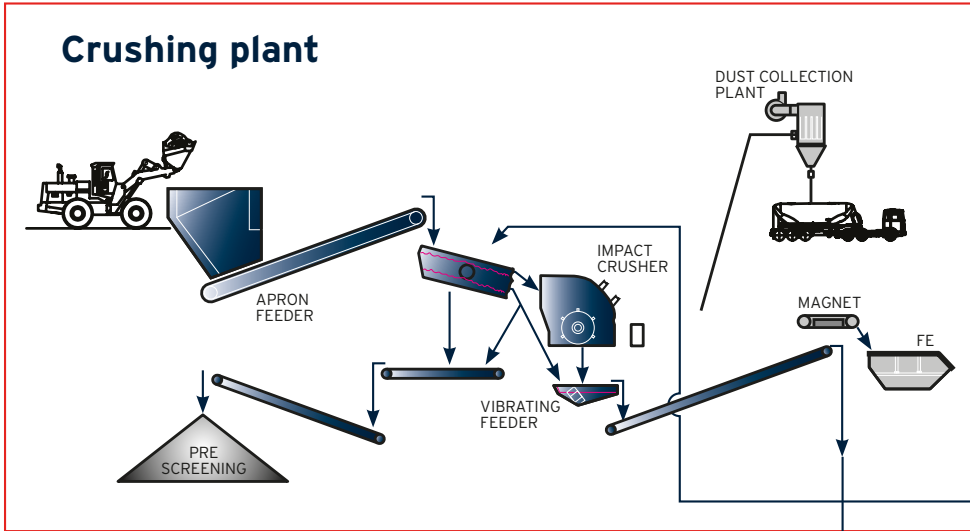 Crushing plant
DUST COLLECTION
PLANT
IMPACT
CRUSHER
APRON
FEEDER
MAGNET
FE
VIBRATING
FEEDER
PRE
SCREENING